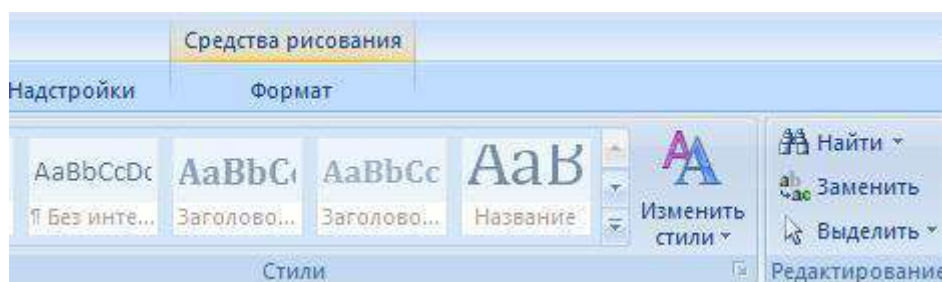 Средства рисования
Надстройки Формат
AaBbCcDc AaBbC AaBbCc AaB
¶ Без инте... Заголово... Заголово... Название
Изменить стили
Найти
Заменить
Выделить
Стили Редактирование